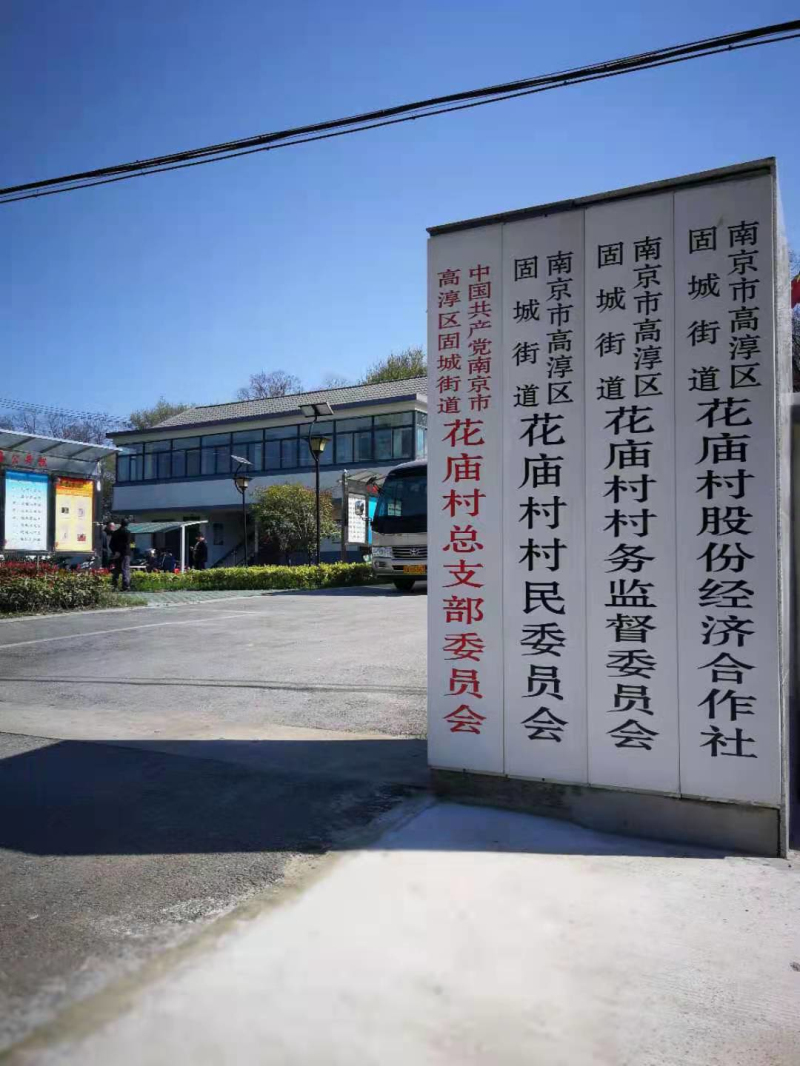 中国共产党南京市
高淳区固城街道
花庙村总支部委员会
南京市高淳区
固城街道
花庙村村民委员会
南京市高淳区
固城街道
花庙村村务监督委员会
南京市高淳区
固城街道
花庙村股份经济合作社